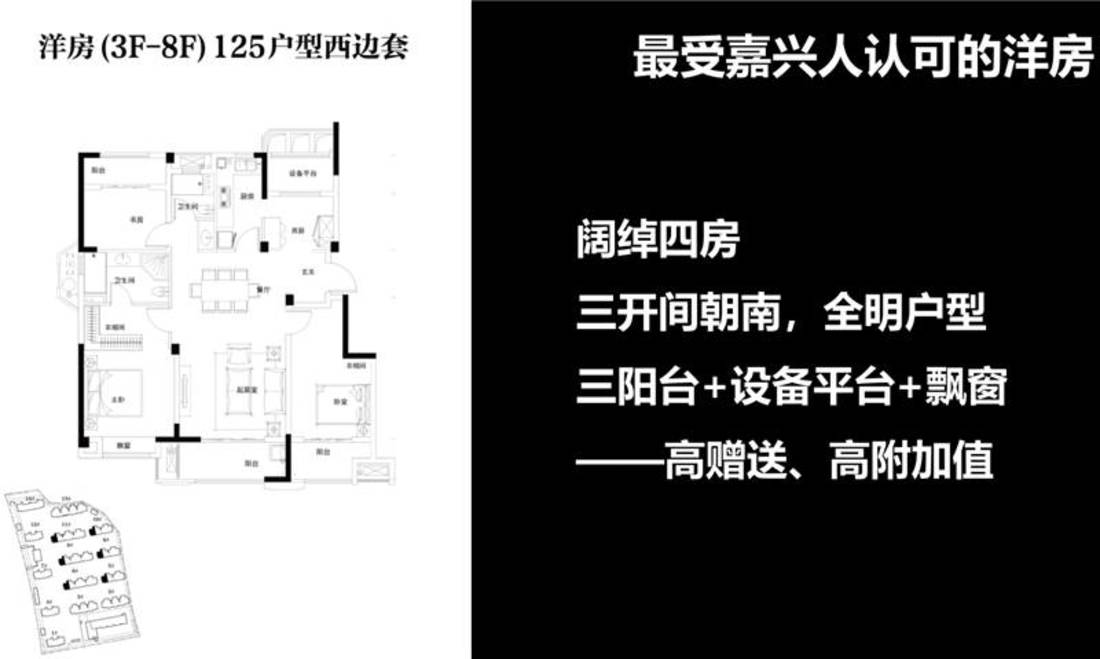 洋房(3F-8F)125户型西边套
最受嘉兴人认可的洋房
阔绰四房
三开间朝南，全明户型
三阳台+设备平台+飘窗
——高赠送、高附加值
阳台
设备平台
厨房
卫生间
书房
玄关
卫生间
餐厅
衣帽间
衣帽间
起居室
主卧
卧室
飘窗
阳台
阳台